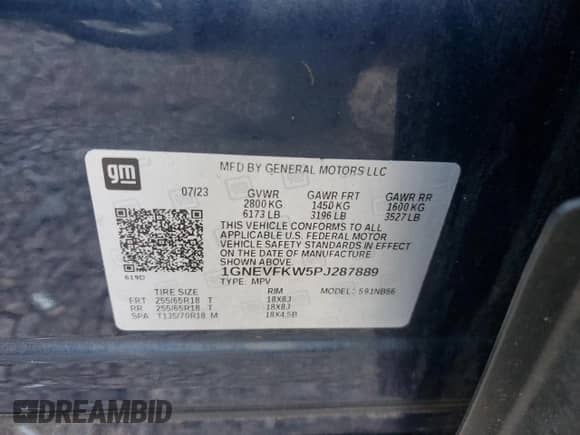 gm
MFD BY GENERAL MOTORS LLC
07/23 GVWR GAWR FRT GAWR RR
2800 KG 1450 KG 1600 KG
6173 LB 3196 LB 3527 LB
THIS VEHICLE CONFORMS TO ALL
APPLICABLE U.S. FEDERAL MOTOR
VEHICLE SAFETY STANDARDS IN EFFECT
ON THE DATE OF MANUFACTURE
SHOWN ABOVE.
619D 1GNEVFKW5PJ287889
TYPE: MPV
TIRE SIZE RIM MODEL: 591NB56
FRT 255/65R18 T 18X8J
RR 255/65R18 T 18X8J
SPA T135/70R18 M 18X4.5B
DREAMBID